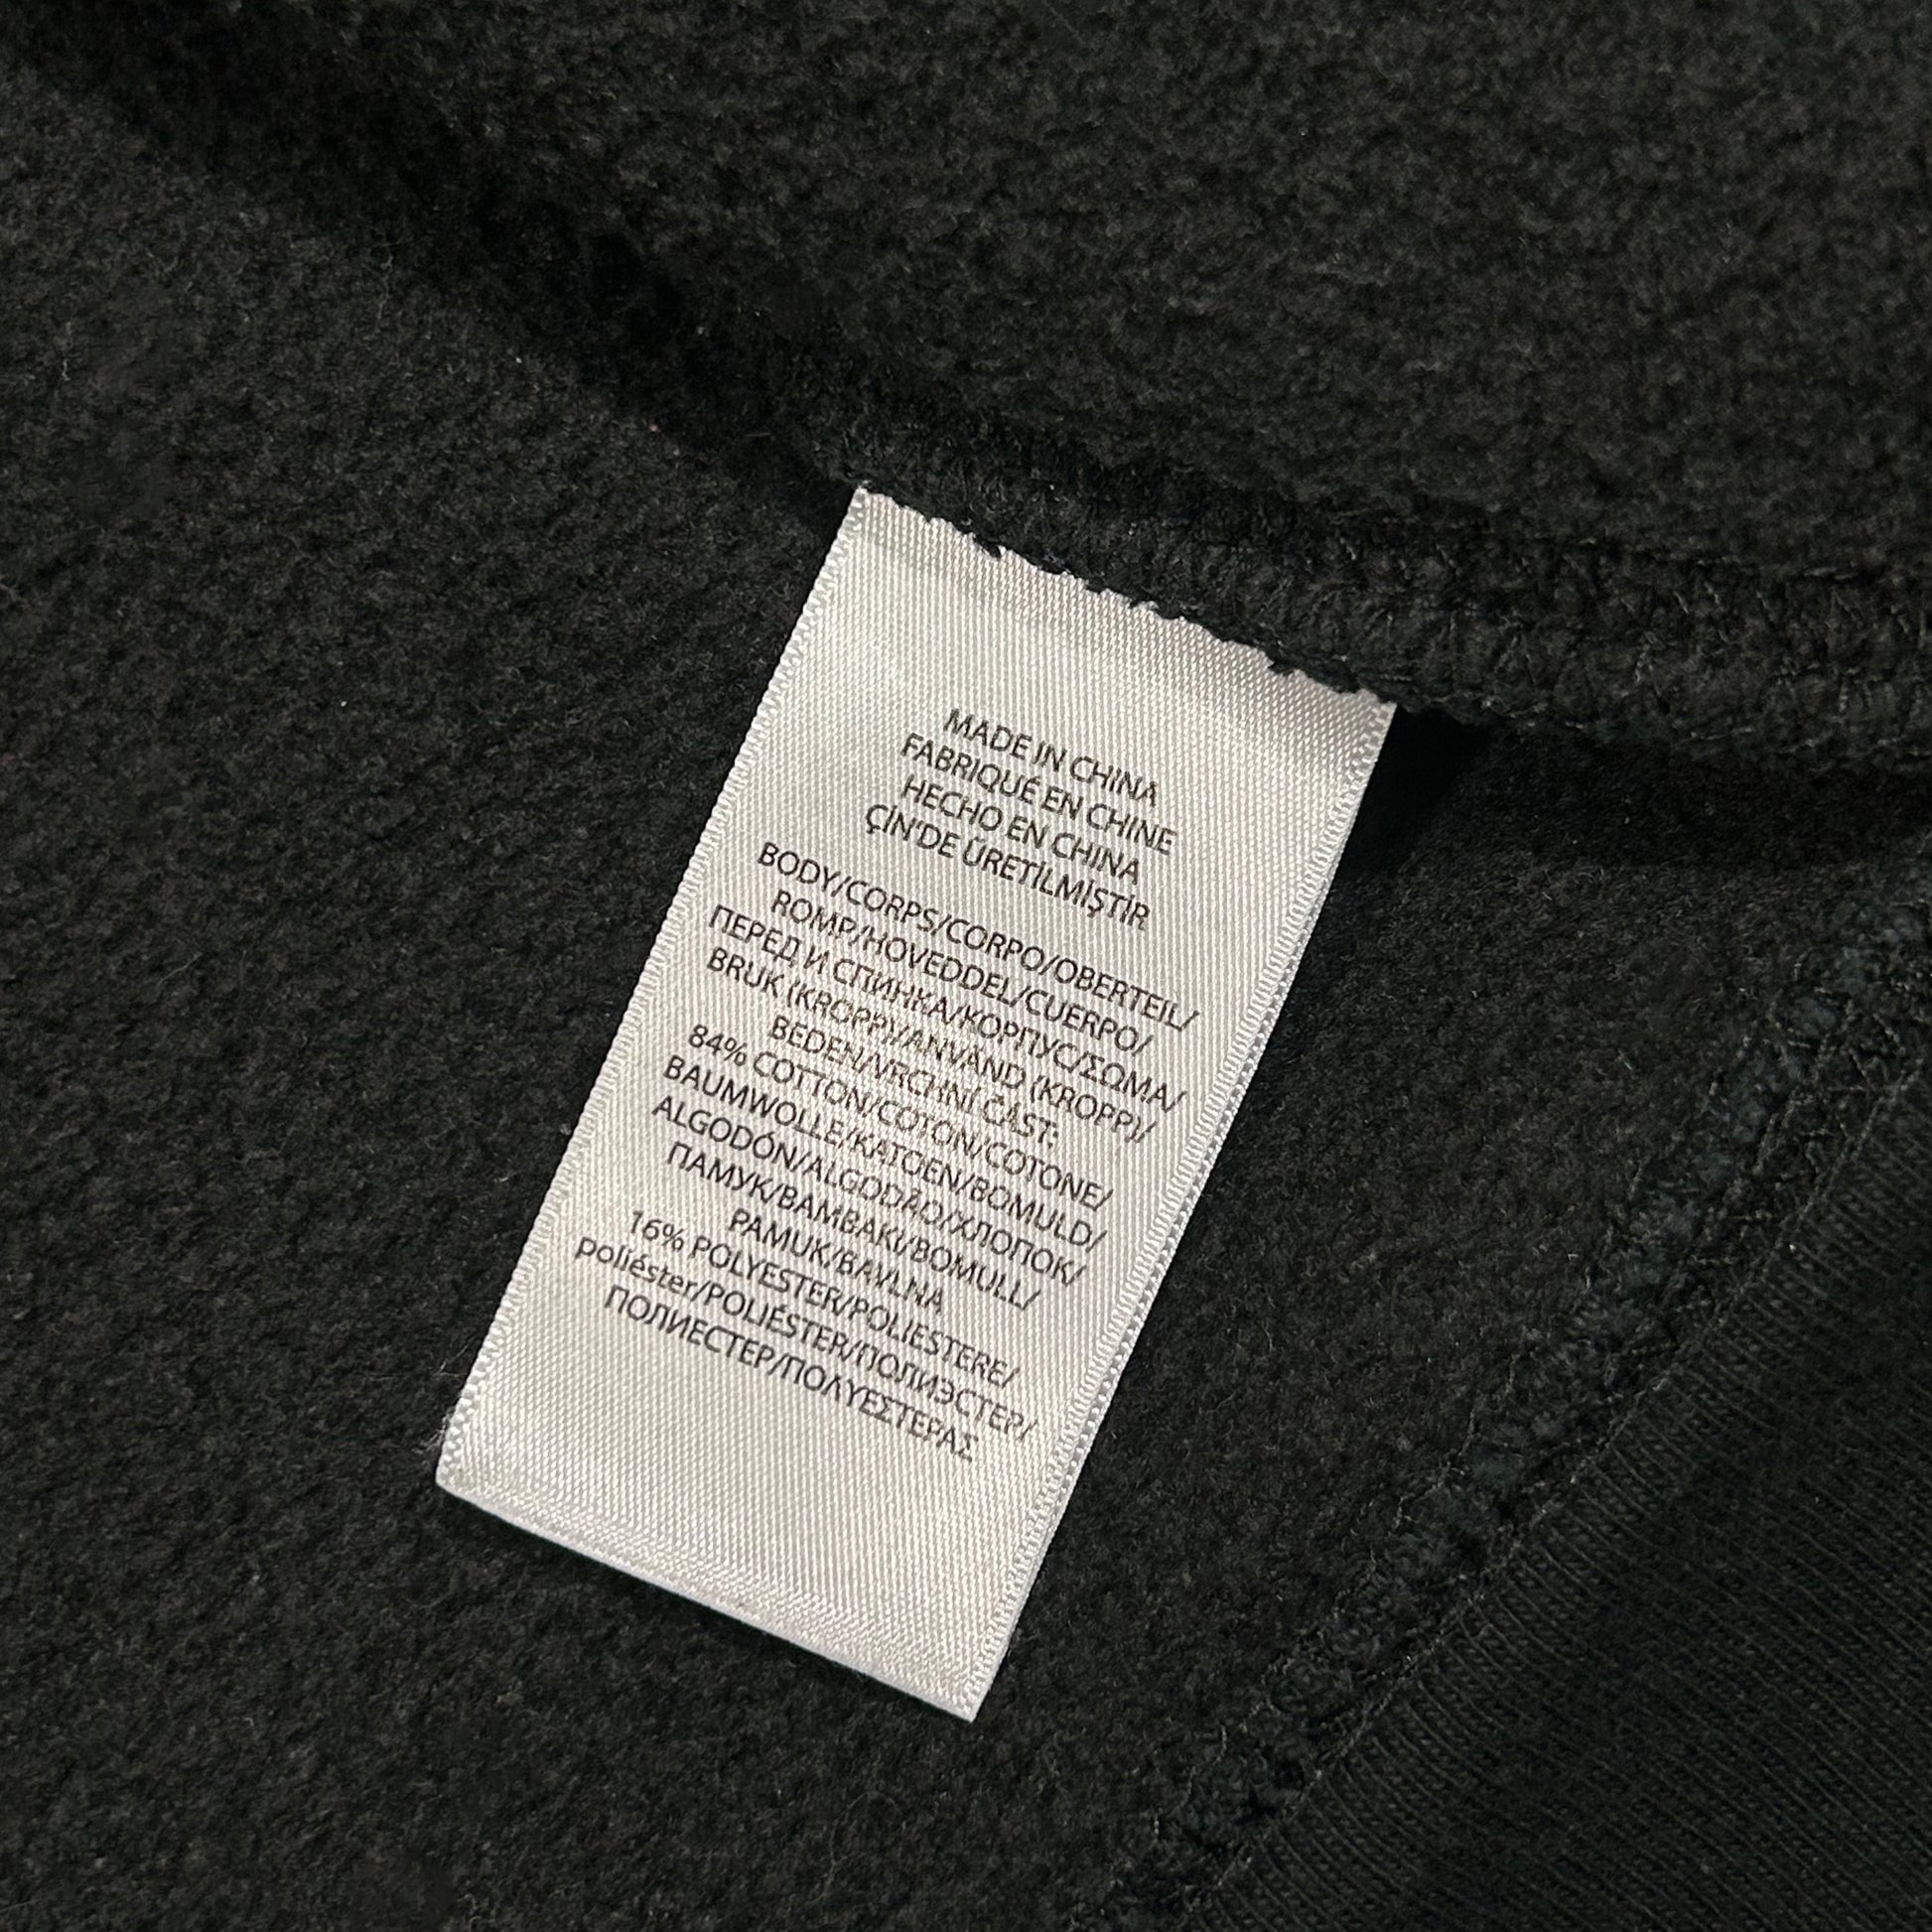 MADE IN CHINA
FABRIQUÉ EN CHINE
HECHO EN CHINA
ÇİN'DE ÜRETİLMİŞTİR
BODY/CORPS/CORPO/OBERTEIL/
ROMP/HOVEDDEL/CUERPO/
ПЕРЕД И СПИНКА/КОРПУС/ΣΩΜΑ/
BRUK (KROPP)/ANVÄND (KROPP)/
BEDEN/VRCHNÍ ČÁST:
84% COTTON/COTON/COTONE/
BAUMWOLLE/KATOEN/BOMULD/
ALGODÓN/ALGODÃO/ХЛОПОК/
ПАМУК/BAMBAKI/BOMULL/
PAMUK/BAVLNA
16% POLYESTER/POLIESTERE/
poliéster/POLIÉSTER/ПОЛИЭСТЕР/
ПОЛИЕСТЕР/ΠΟΛΥΕΣΤΕΡΑΣ